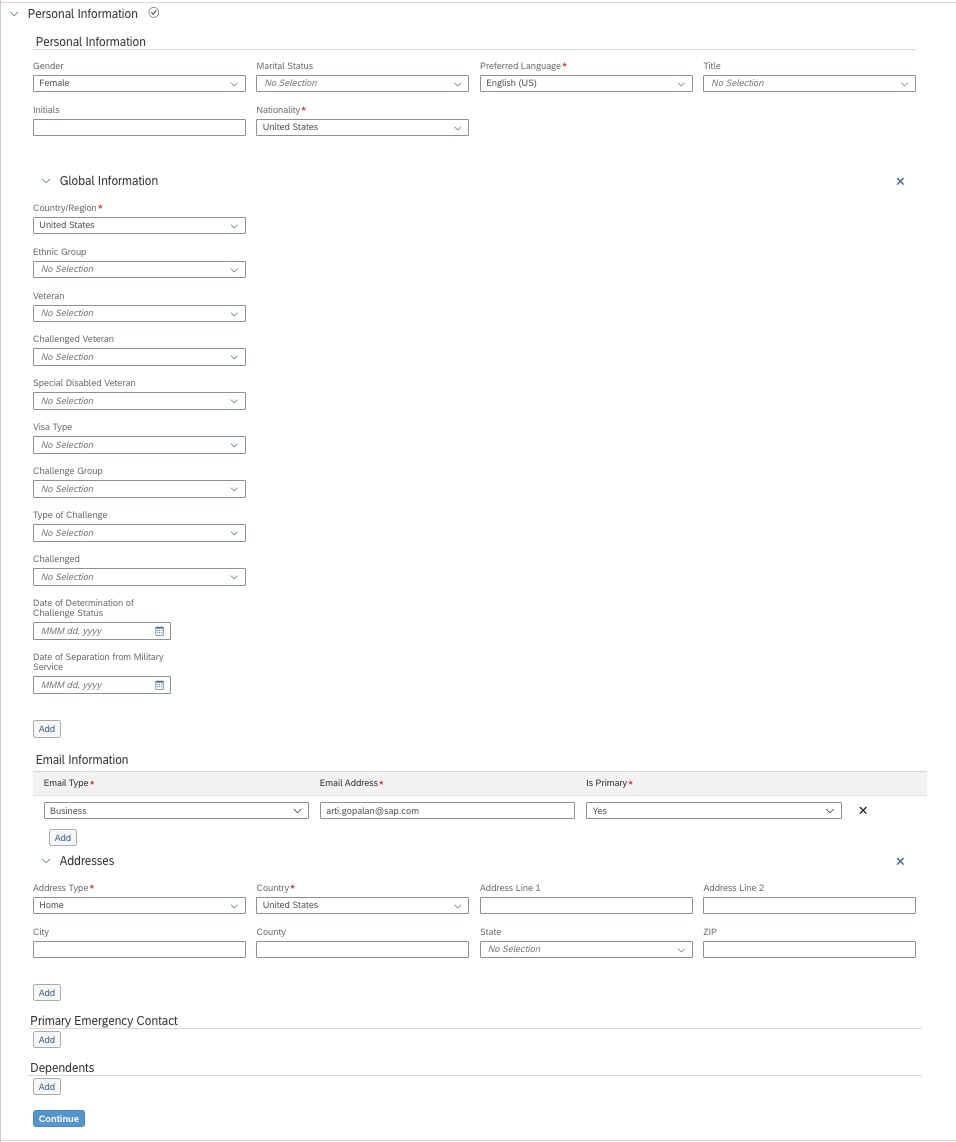 Personal Information
Personal Information
Gender Marital Status Preferred Language* Title
Female No Selection English (US) No Selection
Initials Nationality*
United States
Global Information
Country/Region*
United States
Ethnic Group
No Selection
Veteran
No Selection
Challenged Veteran
No Selection
Special Disabled Veteran
No Selection
Visa Type
No Selection
Challenge Group
No Selection
Type of Challenge
No Selection
Challenged
No Selection
Date of Determination of
Challenge Status
MMM dd, yyyy
Date of Separation from Military
Service
MMM dd, yyyy
Add
Email Information
Email Type* Email Address* Is Primary*
Business arti.gopalan@sap.com Yes
Add
Addresses
Address Type* Country* Address Line 1 Address Line 2
Home United States
City County State ZIP
No Selection
Add
Primary Emergency Contact
Add
Dependents
Add
Continue